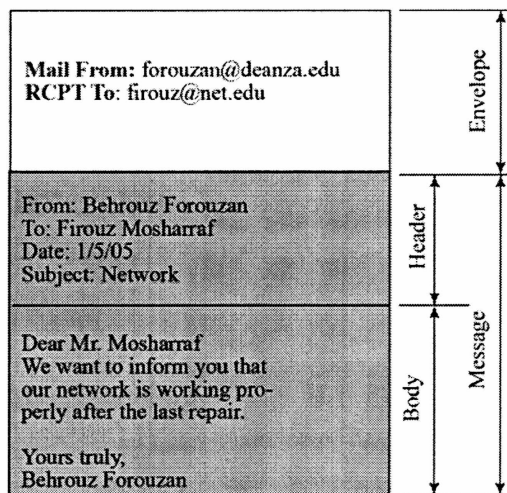 Mail From: forouzan@deanza.edu
RCPT To: firouz@net.edu
Envelope
From: Behrouz Forouzan
To: Firouz Mosharraf
Date: 1/5/05
Subject: Network
Header
Dear Mr. Mosharraf
We want to inform you that
our network is working pro-
perly after the last repair.
Yours truly,
Behrouz Forouzan
Body
Message